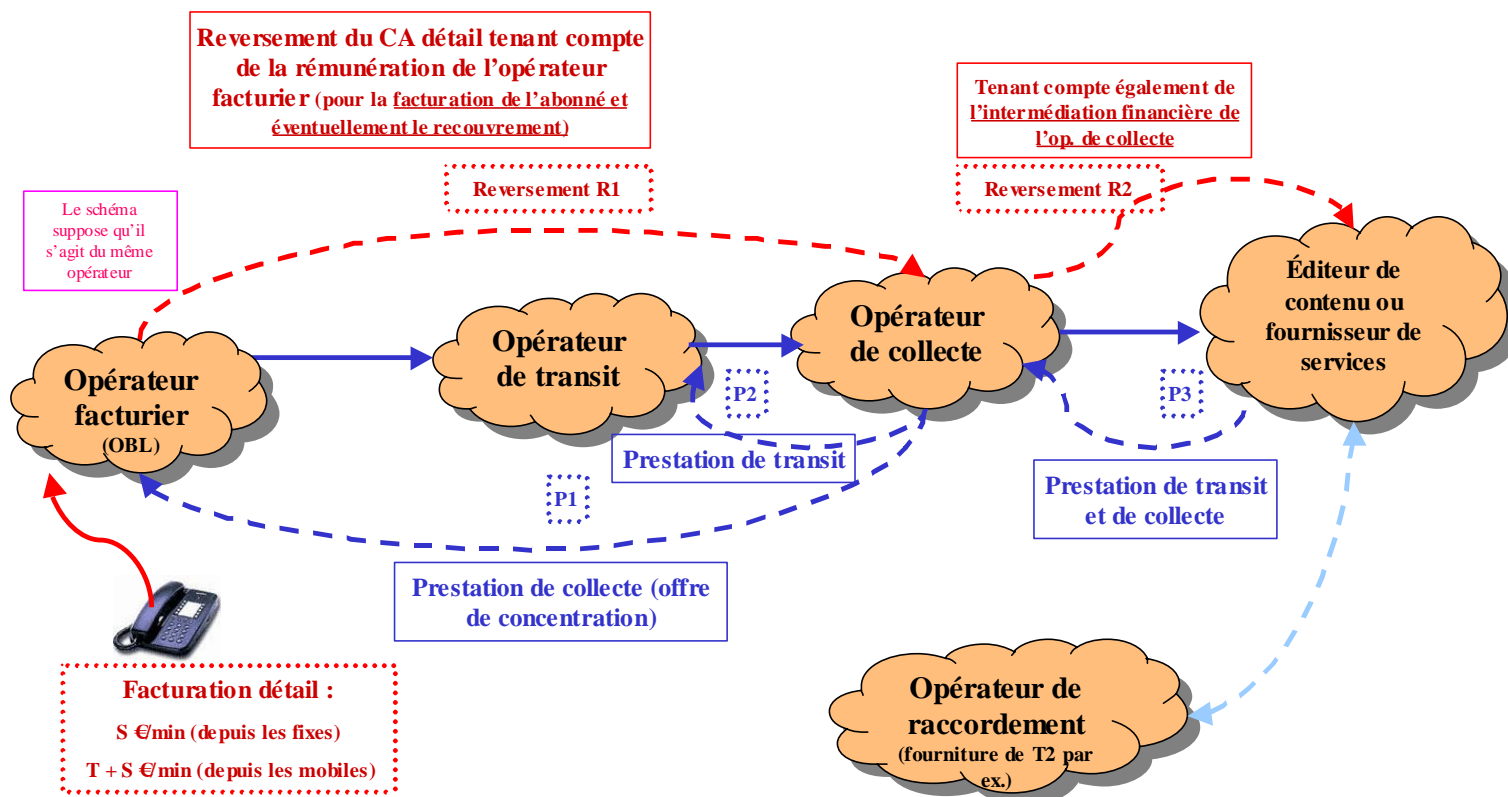 Reversement du CA détail tenant compte
de la rémunération de l’opérateur
facturier (pour la facturation de l’abonné et
éventuellement le recouvrement)
Tenant compte également de
l’intermédiation financière de
l’op. de collecte
Reversement R1
Reversement R2
Le schéma
suppose qu’il
s’agit du même
opérateur
Opérateur
facturier
(OBL)
Opérateur
de transit
Opérateur
de collecte
Éditeur de
contenu ou
fournisseur de
services
P2
P3
Prestation de transit
P1
Prestation de transit
et de collecte
Prestation de collecte (offre
de concentration)
Facturation détail :
S €/min (depuis les fixes)
T + S €/min (depuis les mobiles)
Opérateur de
raccordement
(fourniture de T2 par
ex.)